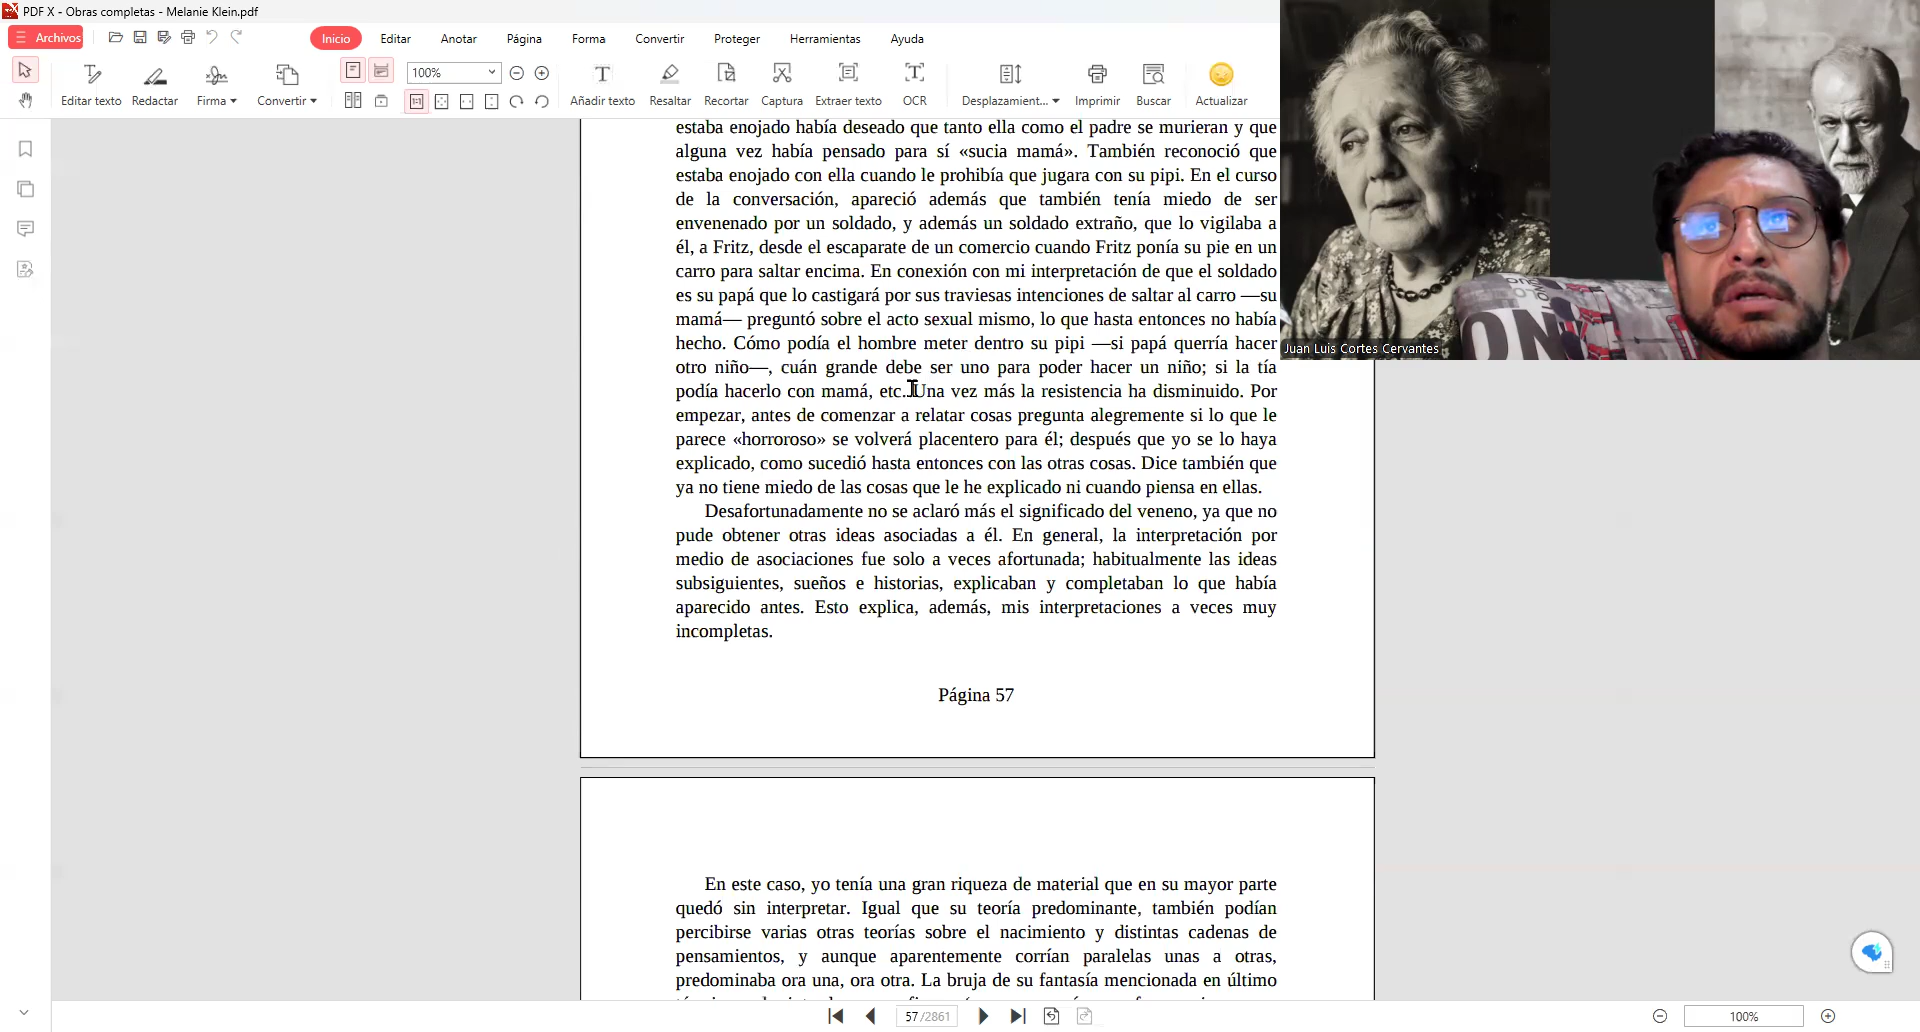 PDF X - Obras completas - Melanie Klein.pdf
Archivos
Inicio
Editar
Anotar
Página
Forma
Convertir
Proteger
Herramientas
Ayuda
100%
Editar texto
Redactar
Firma
Convertir
Añadir texto
Resaltar
Recortar
Captura
Extraer texto
OCR
Desplazamient...
Imprimir
Buscar
Actualizar
Juan Luis Cortes Cervantes
estaba enojado había deseado que tanto ella como el padre se murieran y que
alguna vez había pensado para sí «sucia mamá». También reconoció que
estaba enojado con ella cuando le prohibía que jugara con su pipi. En el curso
de la conversación, apareció además que también tenía miedo de ser
envenenado por un soldado, y además un soldado extraño, que lo vigilaba a
él, a Fritz, desde el escaparate de un comercio cuando Fritz ponía su pie en un
carro para saltar encima. En conexión con mi interpretación de que el soldado
es su papá que lo castigará por sus traviesas intenciones de saltar al carro —su
mamá— preguntó sobre el acto sexual mismo, lo que hasta entonces no había
hecho. Cómo podía el hombre meter dentro su pipi —si papá querría hacer
otro niño—, cuán grande debe ser uno para poder hacer un niño; si la tía
podía hacerlo con mamá, etc. Una vez más la resistencia ha disminuido. Por
empezar, antes de comenzar a relatar cosas pregunta alegremente si lo que le
parece «horroroso» se volverá placentero para él; después que yo se lo haya
explicado, como sucedió hasta entonces con las otras cosas. Dice también que
ya no tiene miedo de las cosas que le he explicado ni cuando piensa en ellas.
Desafortunadamente no se aclaró más el significado del veneno, ya que no
pude obtener otras ideas asociadas a él. En general, la interpretación por
medio de asociaciones fue solo a veces afortunada; habitualmente las ideas
subsiguientes, sueños e historias, explicaban y completaban lo que había
aparecido antes. Esto explica, además, mis interpretaciones a veces muy
incompletas.
Página 57
En este caso, yo tenía una gran riqueza de material que en su mayor parte
quedó sin interpretar. Igual que su teoría predominante, también podían
percibirse varias otras teorías sobre el nacimiento y distintas cadenas de
pensamientos, y aunque aparentemente corrían paralelas unas a otras,
predominaba ora una, ora otra. La bruja de su fantasía mencionada en último
57 /2861
100%